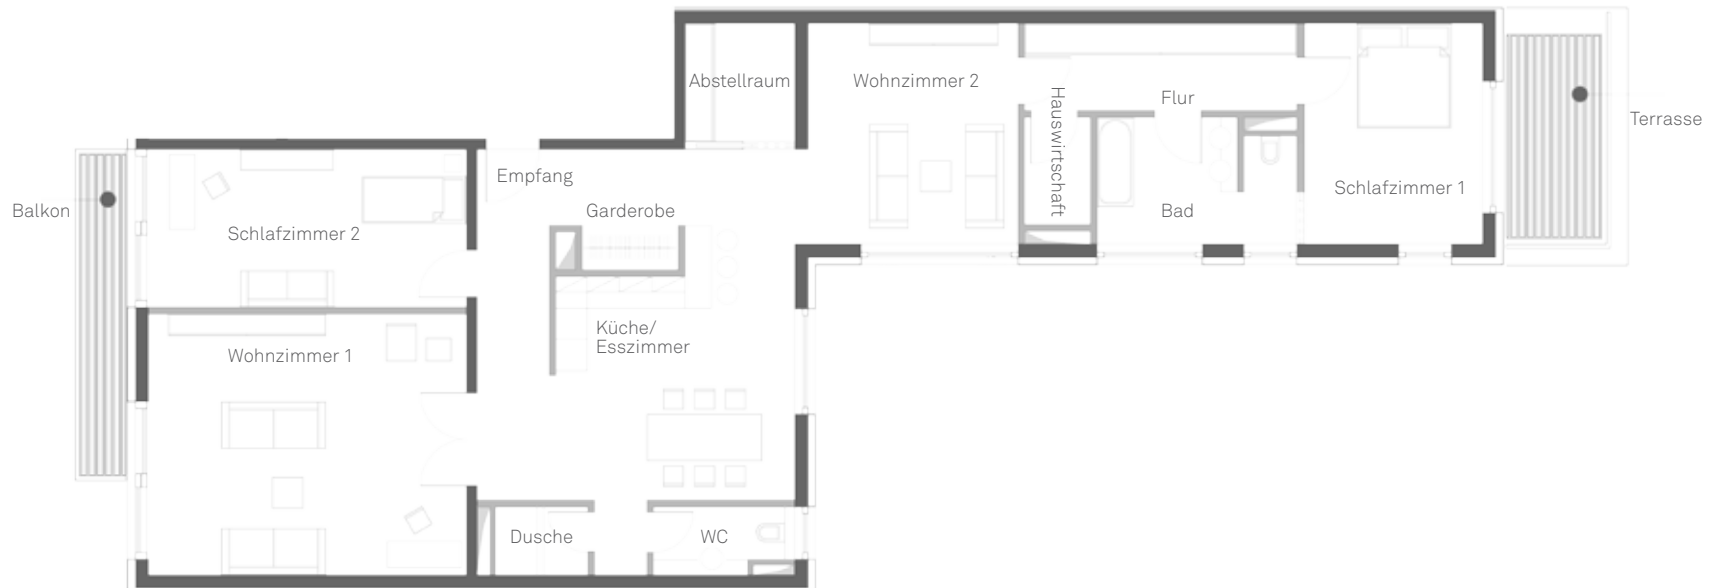 Abstellraum
Wohnzimmer 2
Hauswirtschaft
Flur
Terrasse
Empfang
Schlafzimmer 1
Balkon
Garderobe
Bad
Schlafzimmer 2
Küche/
Esszimmer
Wohnzimmer 1
Dusche
WC